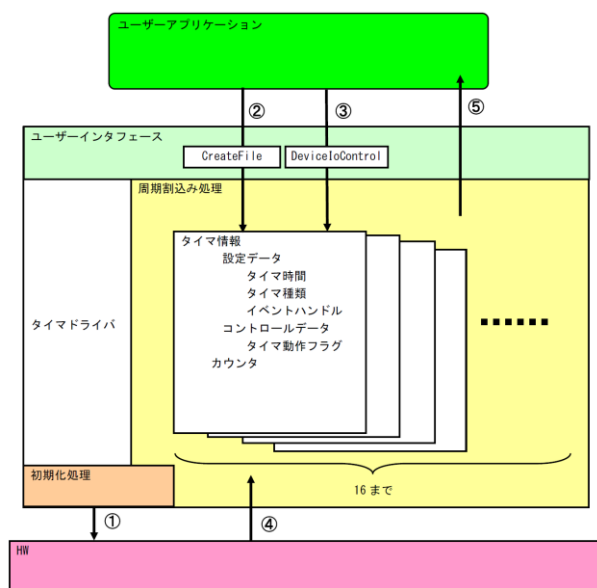 ユーザーアプリケーション
②
③
⑤
ユーザーインタフェース
CreateFile
DeviceIoControl
周期割込み処理
タイマ情報
設定データ
タイマ時間
タイマ種類
イベントハンドル
コントロールデータ
タイマ動作フラグ
カウンタ
タイマドライバ
初期化処理
16 まで
①
④
HW